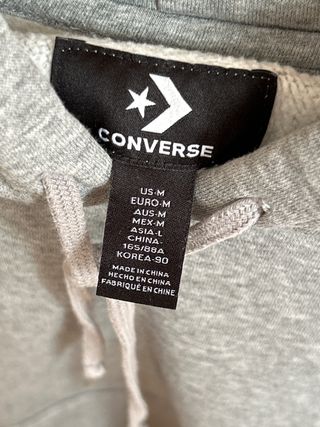 CONVERSE
US-M
EURO-M
AUS-M
MEX-M
ASIA-L
CHINA-
165/88A
KOREA-90
MADE IN CHINA
HECHO EN CHINA
FABRIQUÉ EN CHINE